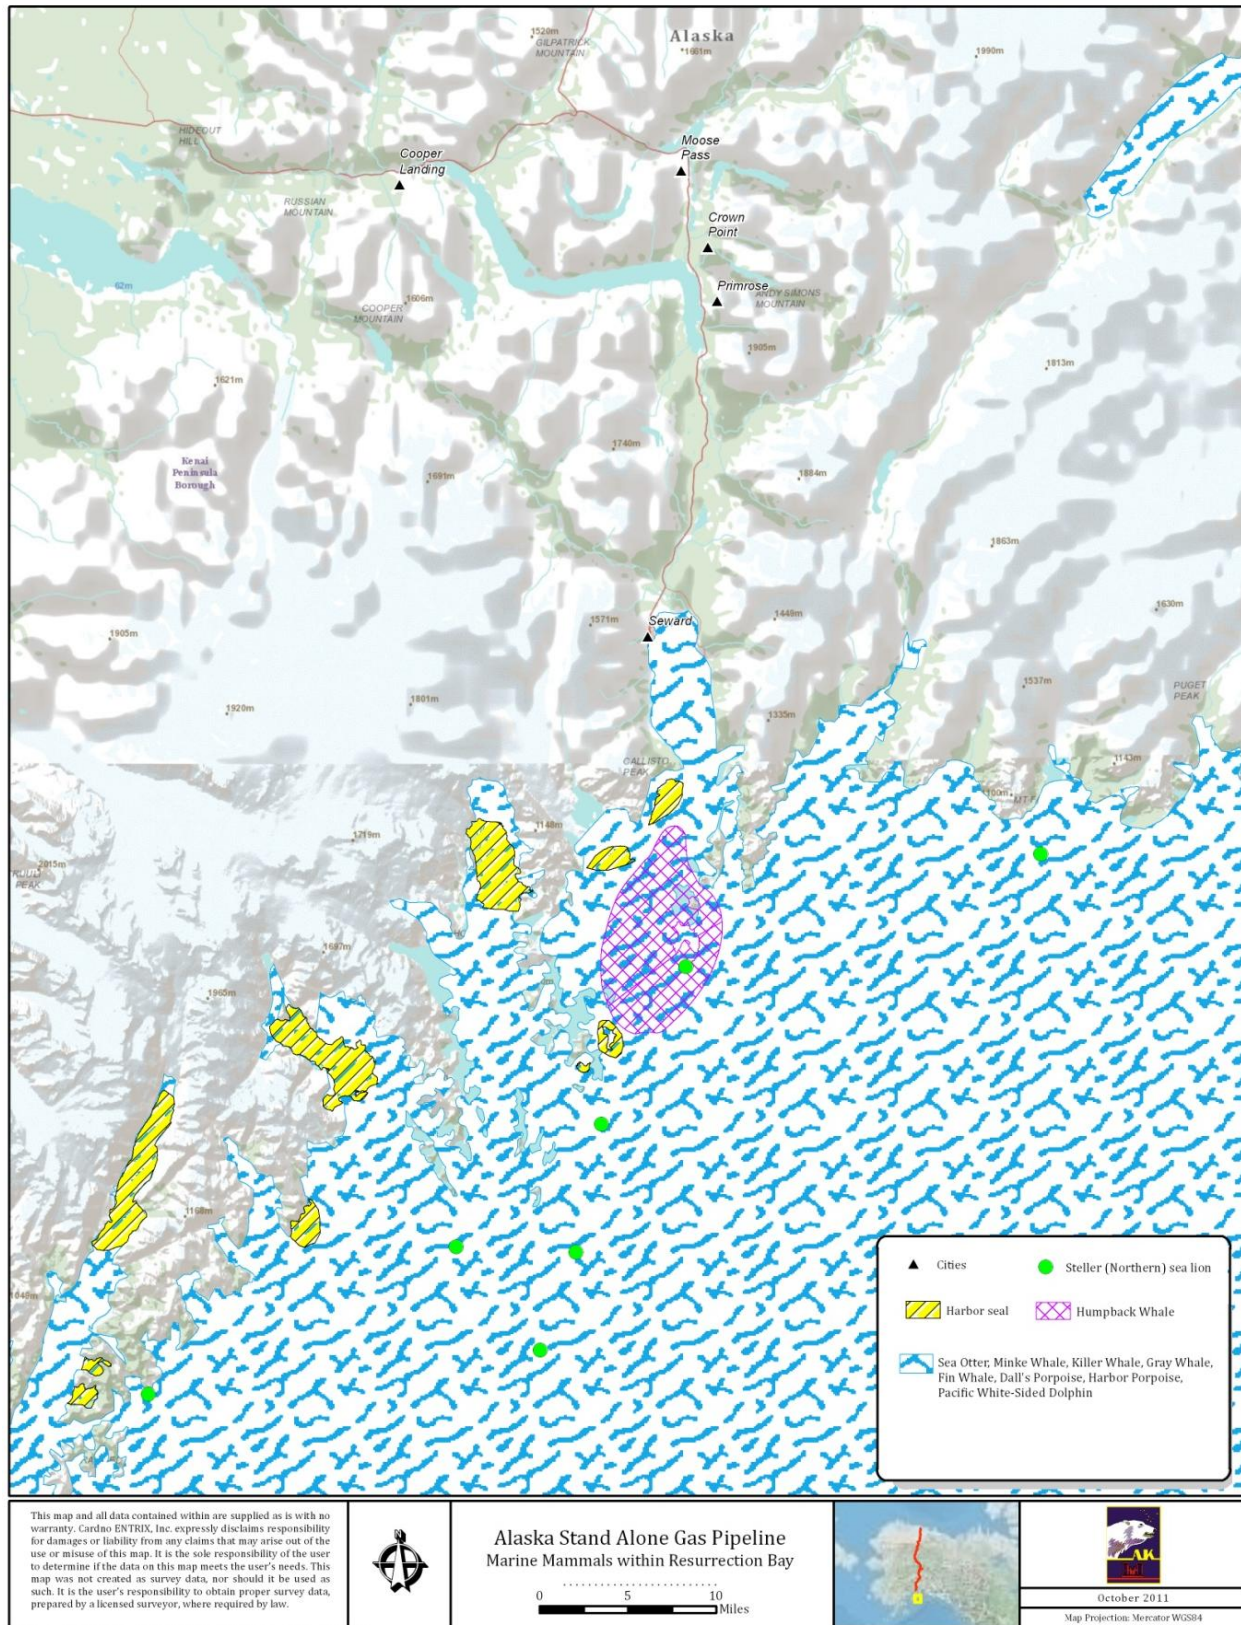 Alaska
1520m
GILPATRICK
MOUNTAIN
1661m
1990m
HIDEOUT
HILL
Cooper
Landing
Moose
Pass
RUSSIAN
MOUNTAIN
Crown
Point
62m
Primrose
ANDY SIMONS
MOUNTAIN
1606m
COOPER
MOUNTAIN
1905m
1813m
1621m
1740m
Kenai
Peninsula
Borough
1691m
1884m
1863m
1630m
1571m
Seward
1449m
1905m
1537m
PUGET
PEAK
1920m
1801m
1335m
CALLISTO
PEAK
1143m
1100m
1148m
1719m
2015m
PEAK
1697m
1965m
1168m
Cities
Steller (Northern) sea lion
Harbor seal
Humpback Whale
Sea Otter, Minke Whale, Killer Whale, Gray Whale,
Fin Whale, Dall's Porpoise, Harbor Porpoise,
Pacific White-Sided Dolphin
This map and all data contained within are supplied as is with no
warranty. Cardno ENTRIX, Inc. expressly disclaims responsibility
for damages or liability from any claims that may arise out of the
use or misuse of this map. It is the sole responsibility of the user
to determine if the data on this map meets the user's needs. This
map was not created as survey data, nor should it be used as
such. It is the user's responsibility to obtain proper survey data,
prepared by a licensed surveyor, where required by law.
Alaska Stand Alone Gas Pipeline
Marine Mammals within Resurrection Bay
0 5 10
Miles
AK
October 2011
Map Projection: Mercator WGS84